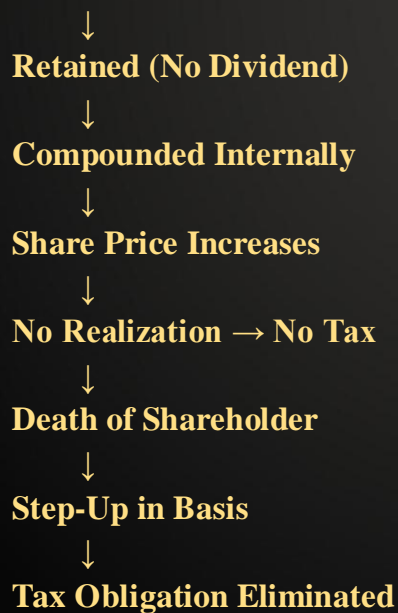 ↓
Retained (No Dividend)
↓
Compounded Internally
↓
Share Price Increases
↓
No Realization → No Tax
↓
Death of Shareholder
↓
Step-Up in Basis
↓
Tax Obligation Eliminated